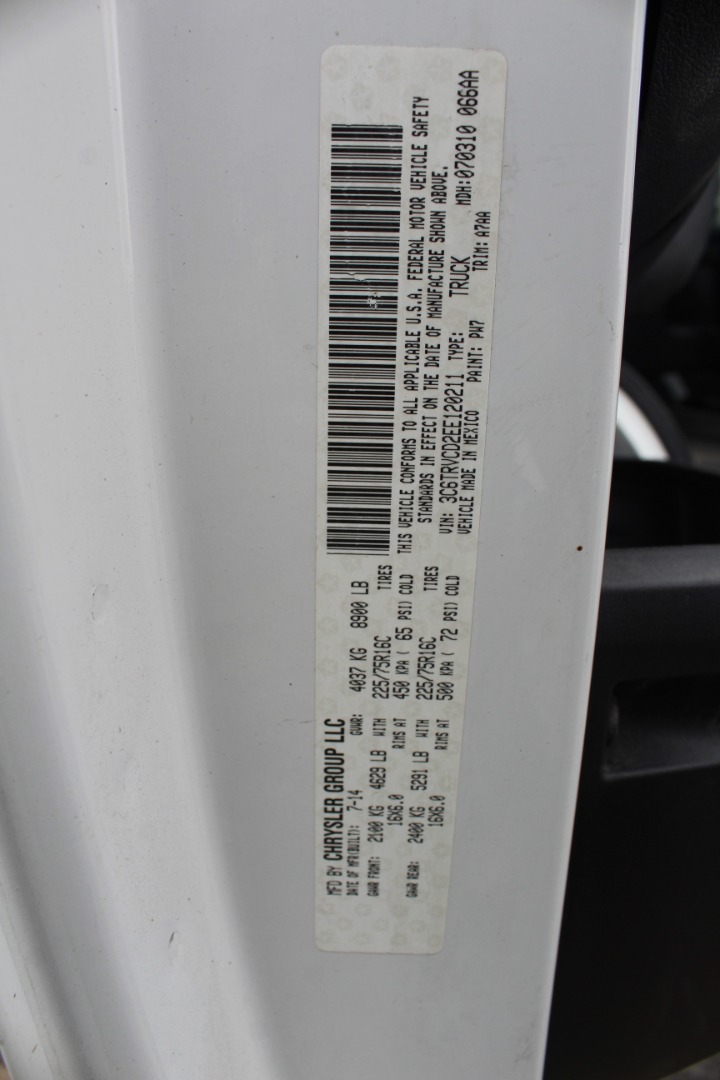 MFD BY CHRYSLER GROUP LLC
DATE OF MFR(BUILT): 7-14 GVWR: 4037 KG 8900 LB
GAWR FRONT: 2100 KG 4629 LB WITH 225/75R16C TIRES
16X6.0 RIMS AT 450 KPA ( 65 PSI) COLD
GAWR REAR: 2400 KG 5291 LB WITH 225/75R16C TIRES
16X6.0 RIMS AT 500 KPA ( 72 PSI) COLD
THIS VEHICLE CONFORMS TO ALL APPLICABLE U.S.A. FEDERAL MOTOR VEHICLE SAFETY
STANDARDS IN EFFECT ON THE DATE OF MANUFACTURE SHOWN ABOVE.
VIN: 3C6TRVCD2EE120211 TYPE: TRUCK MDH:070310 066AA
VEHICLE MADE IN MEXICO PAINT: PW7 TRIM: A7AA